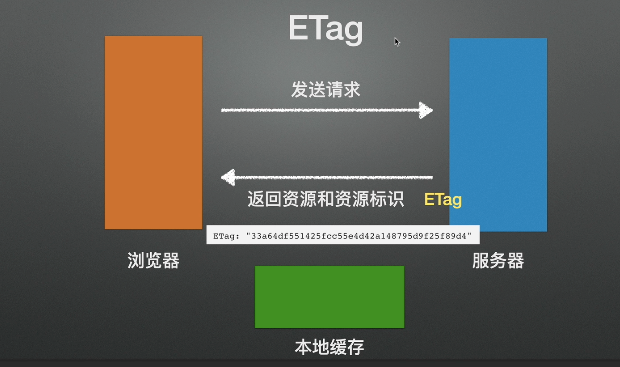 ETag
发送请求
返回资源和资源标识 ETag
ETag: "33a64df551425fcc55e4d42a148795d9f25f89d4"
浏览器
服务器
本地缓存